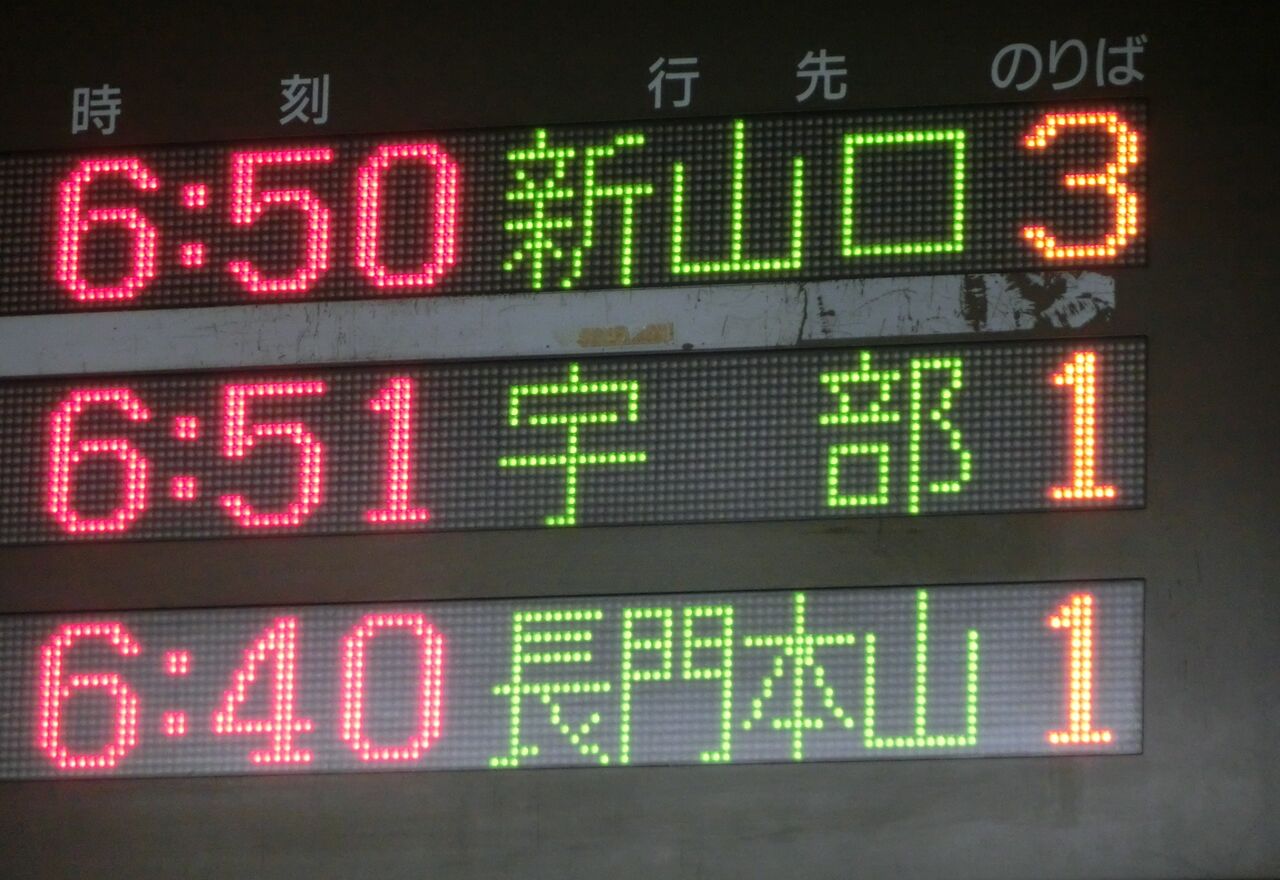 時刻 行先 のりば
6:50 新山口 3
6:51 宇部 1
6:40 長門本山 1